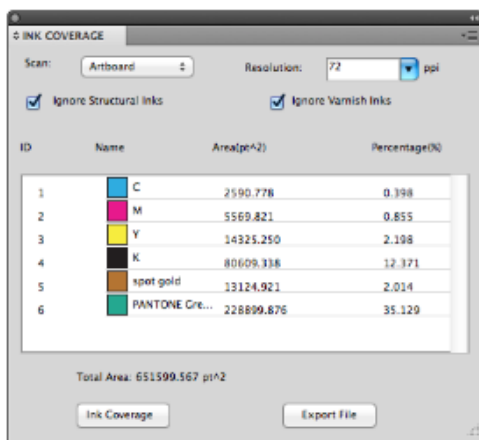 INK COVERAGE
Scan: Artboard Resolution: 72 ppi
Ignore Structural Inks Ignore Varnish Inks
ID Name Area(pt^2) Percentage(%)
1 C 2590.778 0.398
2 M 5569.821 0.855
3 Y 14325.250 2.198
4 K 80609.338 12.371
5 spot gold 13124.921 2.014
6 PANTONE Gre... 228899.876 35.129
Total Area: 651599.567 pt^2
Ink Coverage Export File